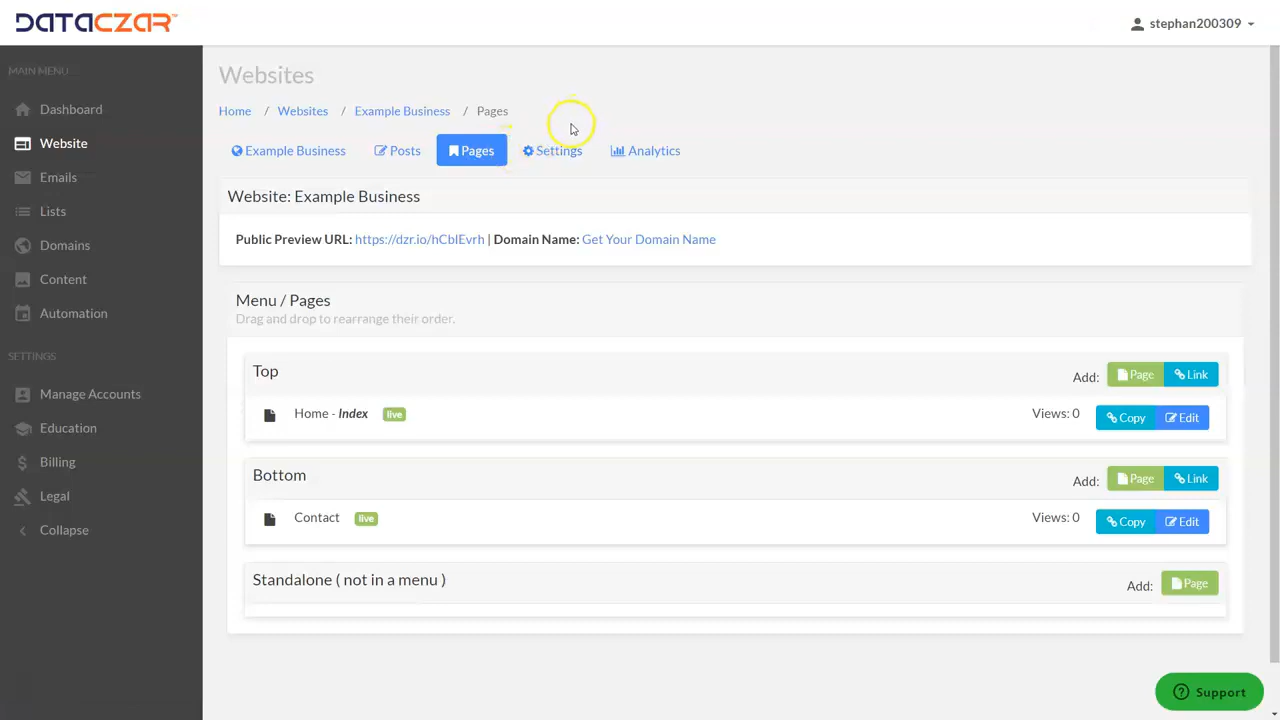 DATACZAR
stephan200309
MAIN MENU
Dashboard
Website
Emails
Lists
Domains
Content
Automation
SETTINGS
Manage Accounts
Education
Billing
Legal
Collapse
Websites
Home / Websites / Example Business / Pages
Example Business Posts Pages Settings Analytics
Website: Example Business
Public Preview URL: https://dzr.io/hCblEvrh | Domain Name: Get Your Domain Name
Menu / Pages
Drag and drop to rearrange their order.
Top Add: Page Link
Home - Index live Views: 0 Copy Edit
Bottom Add: Page Link
Contact live Views: 0 Copy Edit
Standalone ( not in a menu ) Add: Page
Support